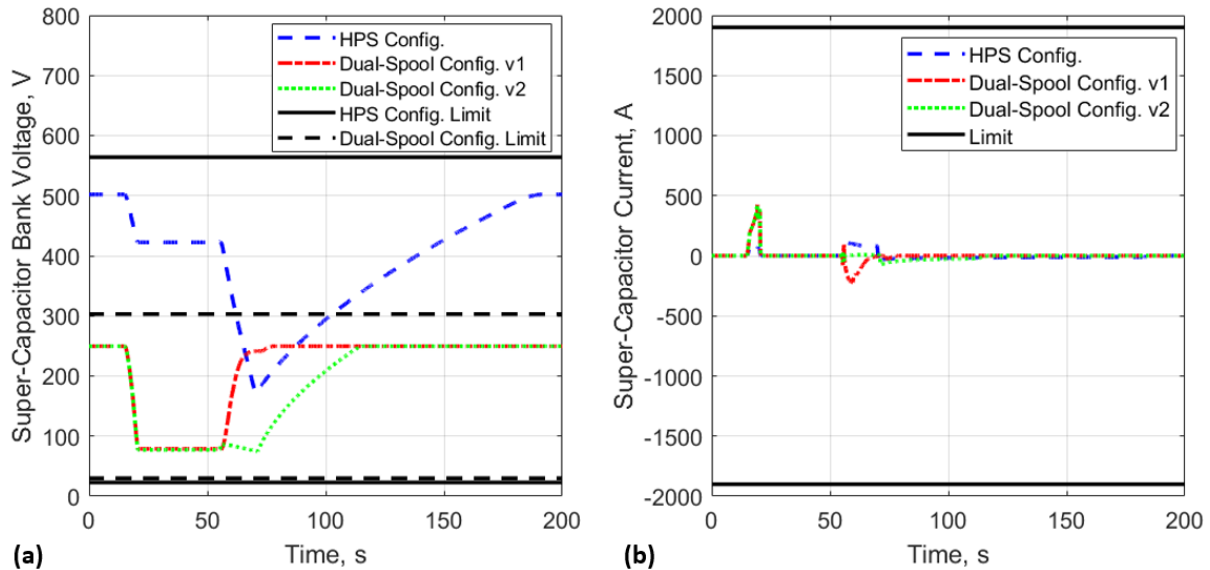 800
700
600
500
400
300
200
100
0
0
50
100
150
200
Super-Capacitor Bank Voltage, V
Time, s
HPS Config.
Dual-Spool Config. v1
Dual-Spool Config. v2
HPS Config. Limit
Dual-Spool Config. Limit
(a)
2000
1500
1000
500
0
-500
-1000
-1500
-2000
0
50
100
150
200
Super-Capacitor Current, A
Time, s
HPS Config.
Dual-Spool Config. v1
Dual-Spool Config. v2
Limit
(b)